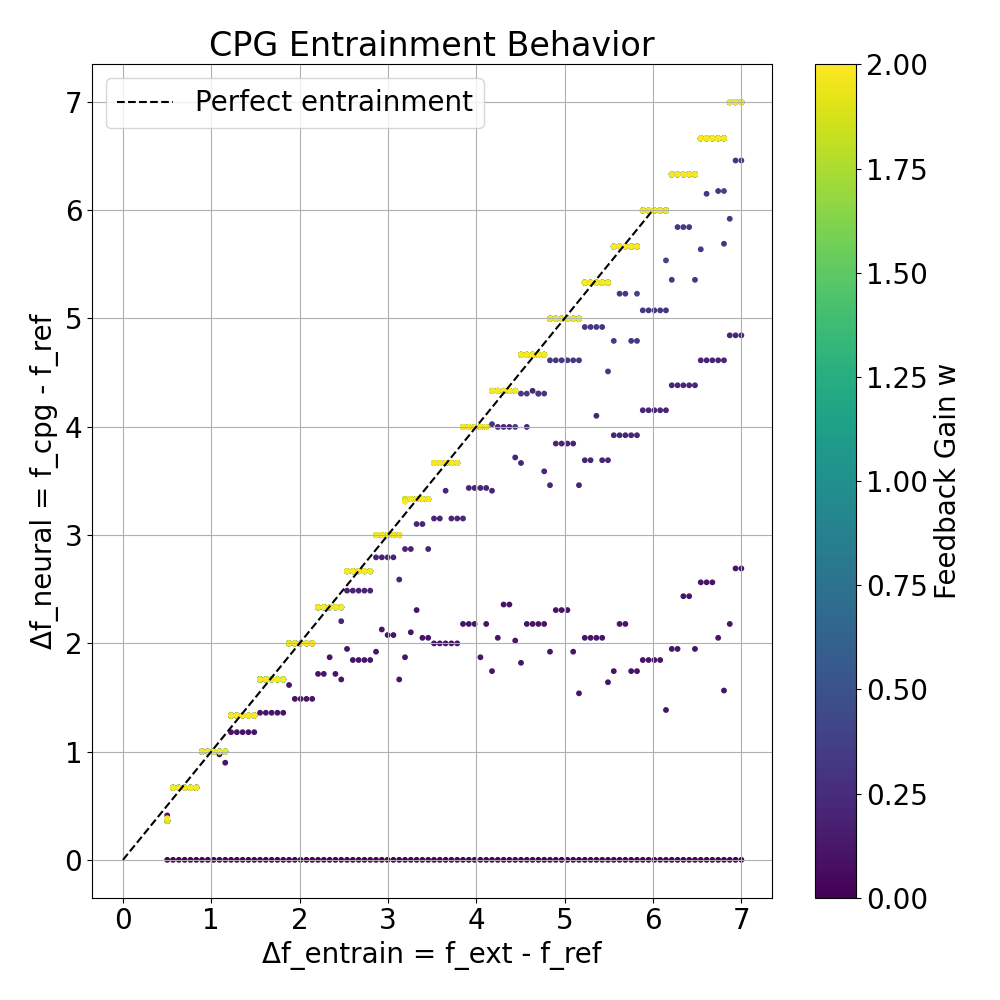 CPG Entrainment Behavior
Perfect entrainment
Δf_neural = f_cpg - f_ref
7
6
5
4
3
2
1
0
0 1 2 3 4 5 6 7
Δf_entrain = f_ext - f_ref
2.00
1.75
1.50
1.25
1.00
0.75
0.50
0.25
0.00
Feedback Gain w